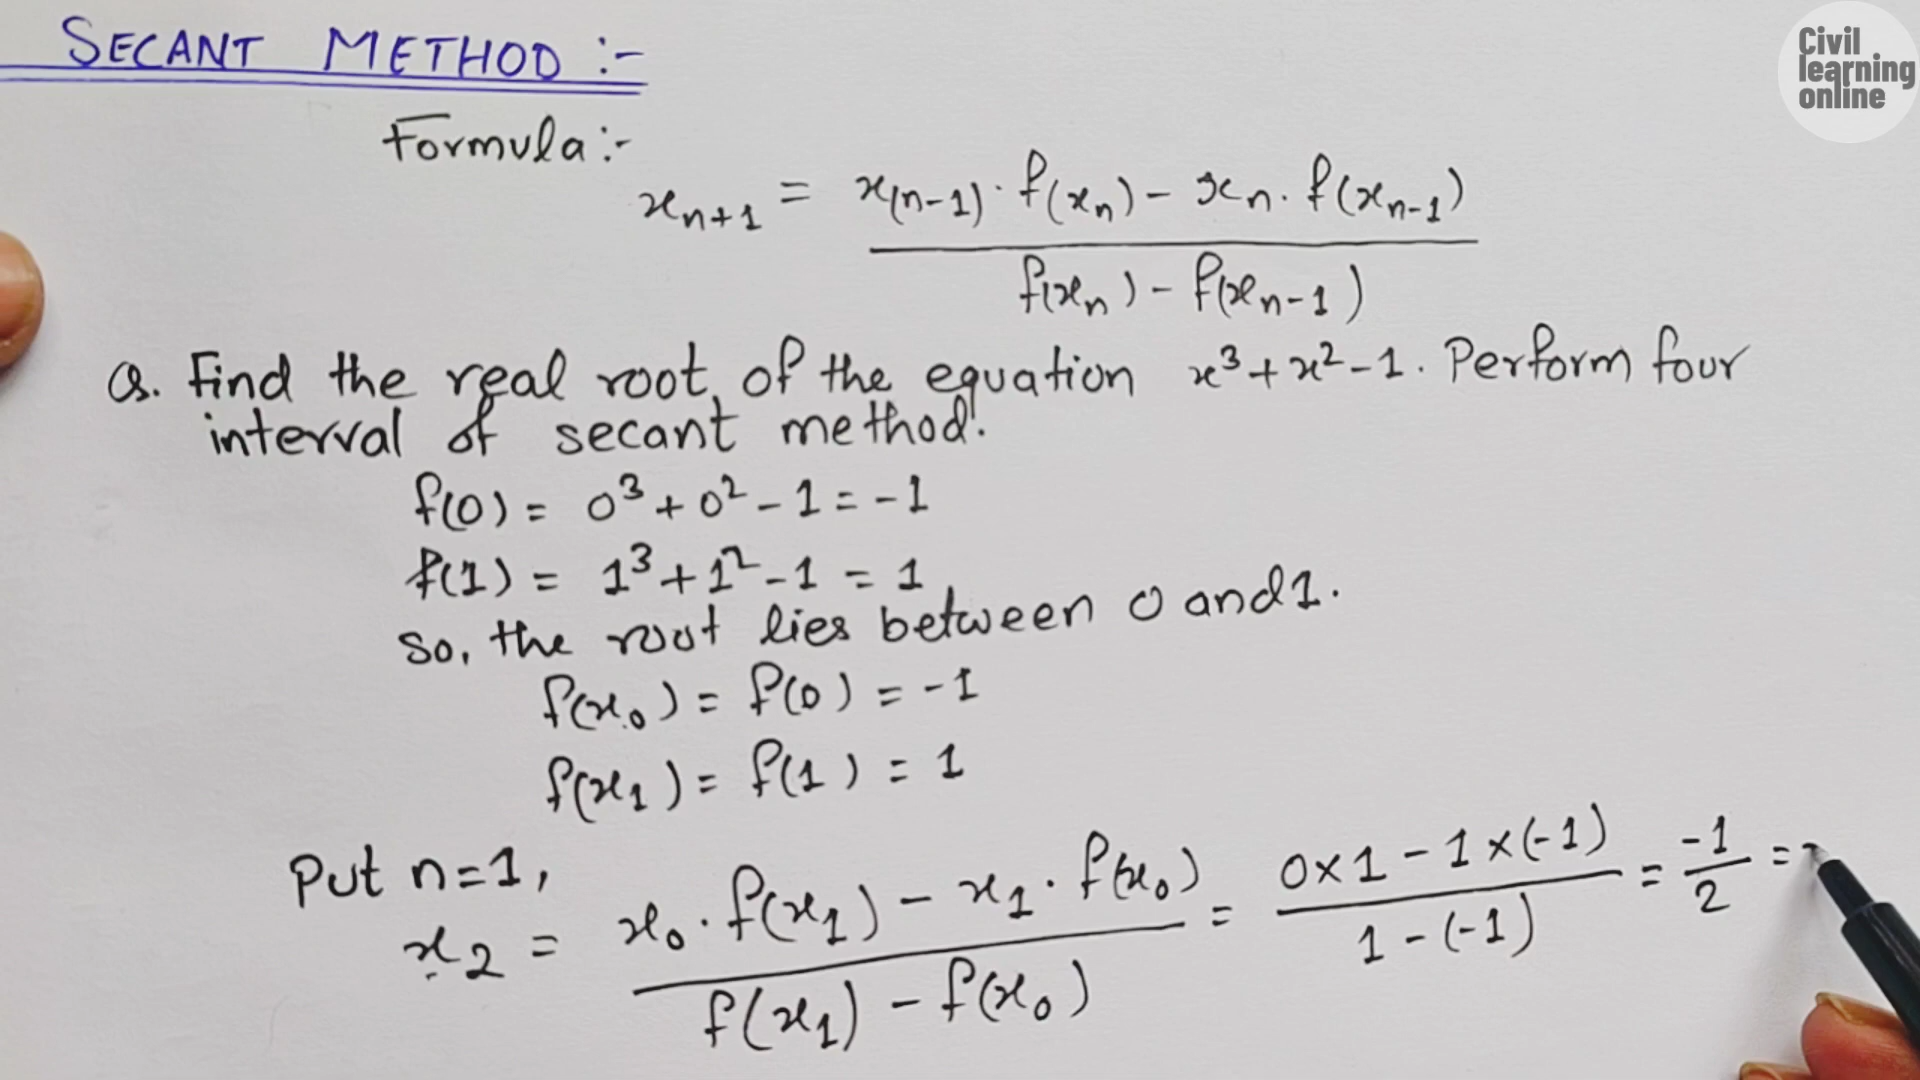 SECANT METHOD :-
Civil
learning
online
Formula :-
xₙ₊₁ = x(n-1) · f(xₙ) - xₙ · f(xₙ₋₁)
f(xₙ) - f(xₙ₋₁)
Q. Find the real root of the equation x³+x²-1. Perform four
interval of secant method.
f(0) = 0³+0²-1 = -1
f(1) = 1³+1²-1 = 1
So, the root lies between 0 and 1.
f(x₀) = f(0) = -1
f(x₁) = f(1) = 1
Put n=1,
x₂ = x₀ · f(x₁) - x₁ · f(x₀) = 0×1 - 1×(-1) = -1 =
f(x₁) - f(x₀) 1 - (-1) 2